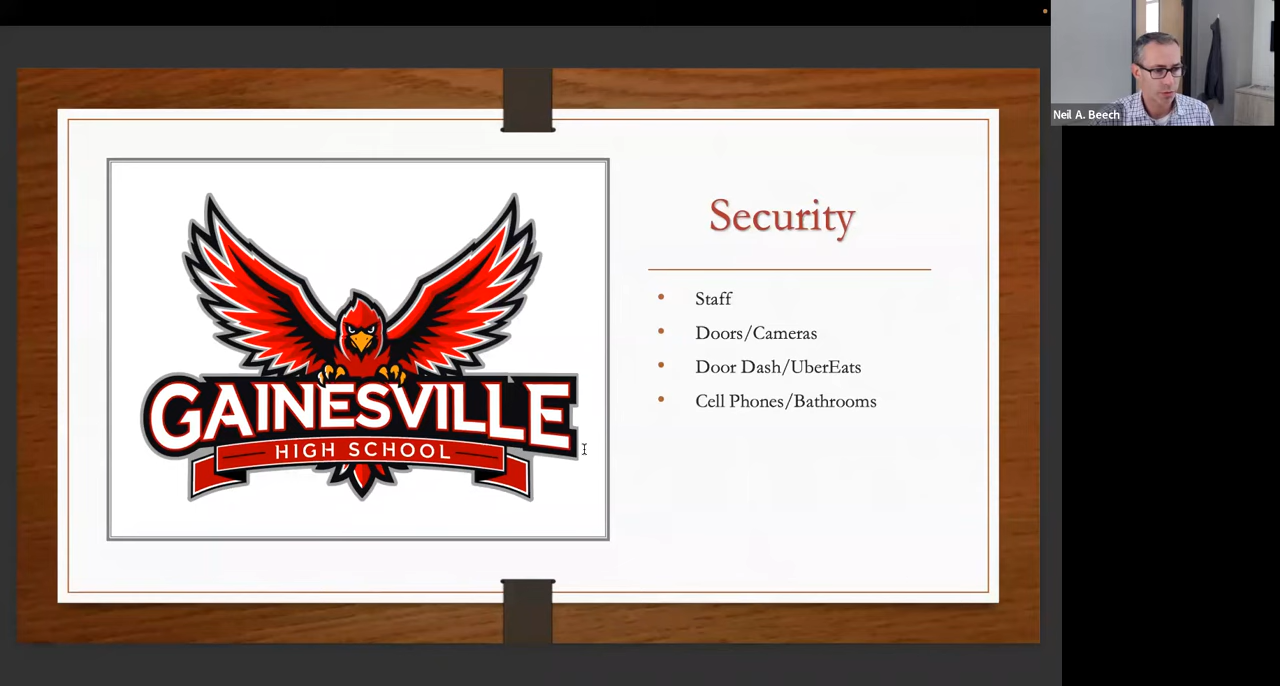 Neil A. Beech
GAINESVILLE
HIGH SCHOOL
Security
• Staff
• Doors/Cameras
• Door Dash/UberEats
• Cell Phones/Bathrooms